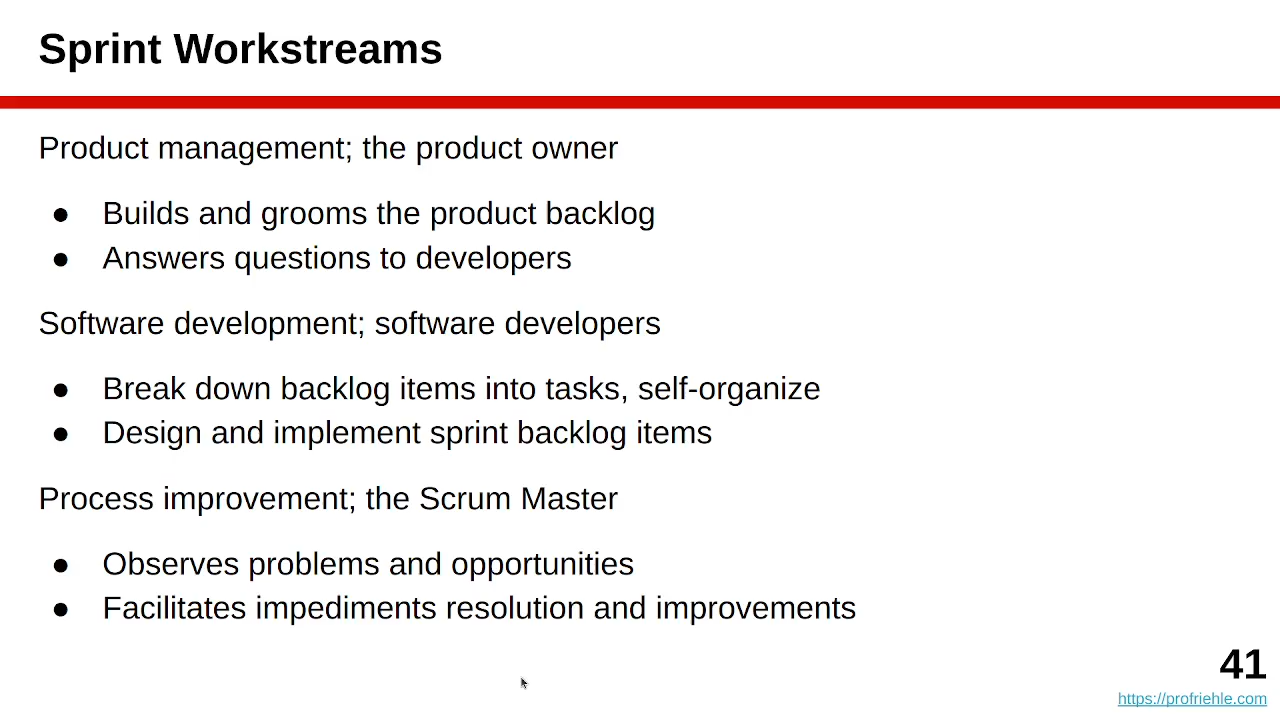 Sprint Workstreams
Product management; the product owner
● Builds and grooms the product backlog
● Answers questions to developers
Software development; software developers
● Break down backlog items into tasks, self-organize
● Design and implement sprint backlog items
Process improvement; the Scrum Master
● Observes problems and opportunities
● Facilitates impediments resolution and improvements
41
https://profriehle.com